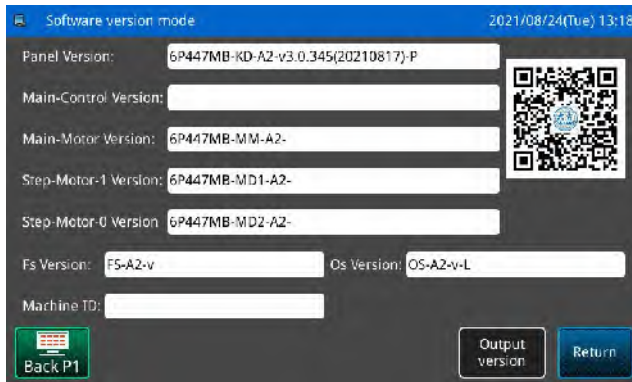 Software version mode 2021/08/24(Tue) 13:18
Panel Version: 6P447MB-KD-A2-v3.0.345(20210817)-P
Main-Control Version:
Main-Motor Version: 6P447MB-MM-A2-
Step-Motor-1 Version: 6P447MB-MD1-A2-
Step-Motor-0 Version 6P447MB-MD2-A2-
Fs Version: FS-A2-v Os Version: OS-A2-v-L
Machine ID:
Back P1
Output
version
Return